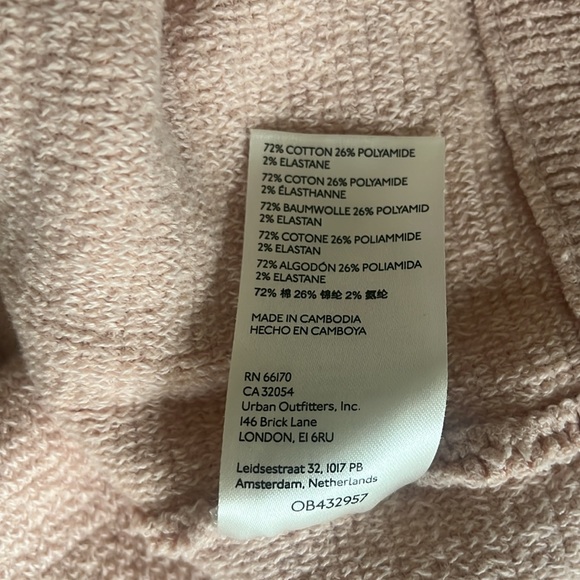 72% COTTON 26% POLYAMIDE
2% ELASTANE
72% COTON 26% POLYAMIDE
2% ÉLASTHANNE
72% BAUMWOLLE 26% POLYAMID
2% ELASTAN
72% COTONE 26% POLIAMMIDE
2% ELASTAN
72% ALGODÓN 26% POLIAMIDA
2% ELASTANE
72% 棉 26% 锦纶 2% 氨纶
MADE IN CAMBODIA
HECHO EN CAMBOYA
RN 66170
CA 32054
Urban Outfitters, Inc.
146 Brick Lane
LONDON, E1 6RU
Leidsestraat 32, 1017 PB
Amsterdam, Netherlands
OB432957